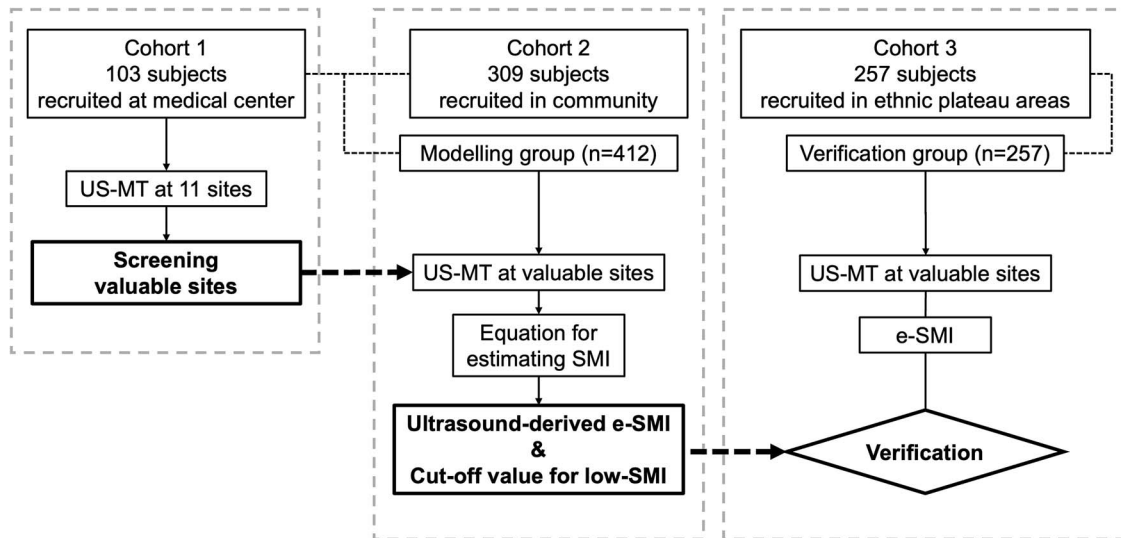 Cohort 1
103 subjects
recruited at medical center
US-MT at 11 sites
Screening
valuable sites
Cohort 2
309 subjects
recruited in community
Modelling group (n=412)
US-MT at valuable sites
Equation for
estimating SMI
Ultrasound-derived e-SMI
&
Cut-off value for low-SMI
Cohort 3
257 subjects
recruited in ethnic plateau areas
Verification group (n=257)
US-MT at valuable sites
e-SMI
Verification